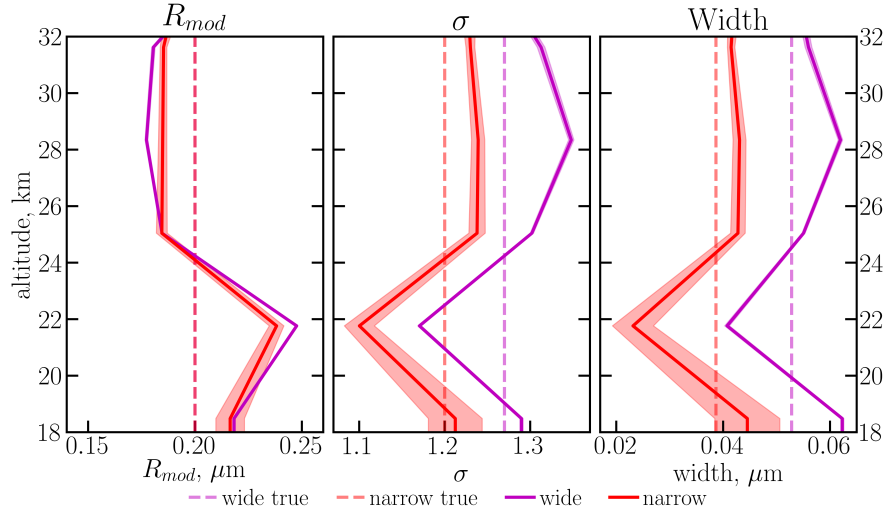 R_mod σ Width
32 32
30 30
28 28
26 26
24 24
22 22
20 20
18 18
altitude, km
0.15 0.20 0.25 1.1 1.2 1.3 0.02 0.04 0.06
R_mod, μm σ width, μm
wide true narrow true wide narrow